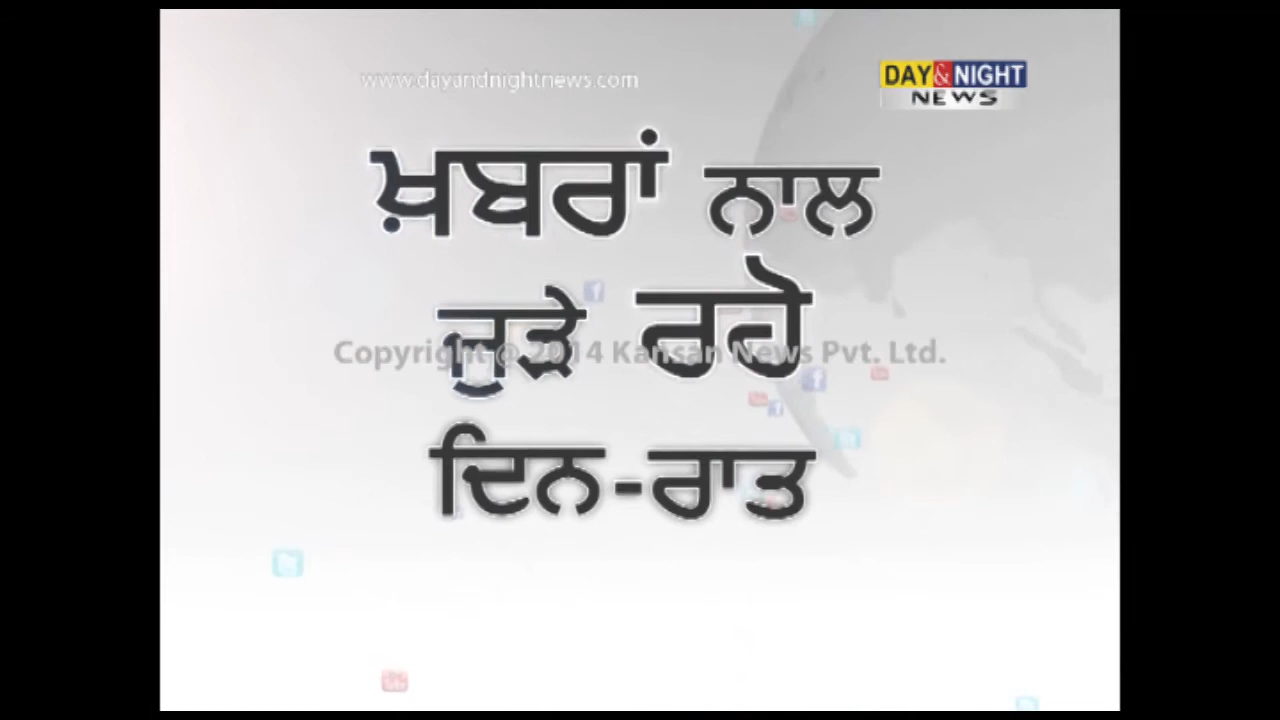 www.dayandnightnews.com
DAY&NIGHT
NEWS
ਖ਼ਬਰਾਂ ਨਾਲ
ਜੁੜੇ ਰਹੋ
Copyright @ 2014 Kansan News Pvt. Ltd.
ਦਿਨ-ਰਾਤ